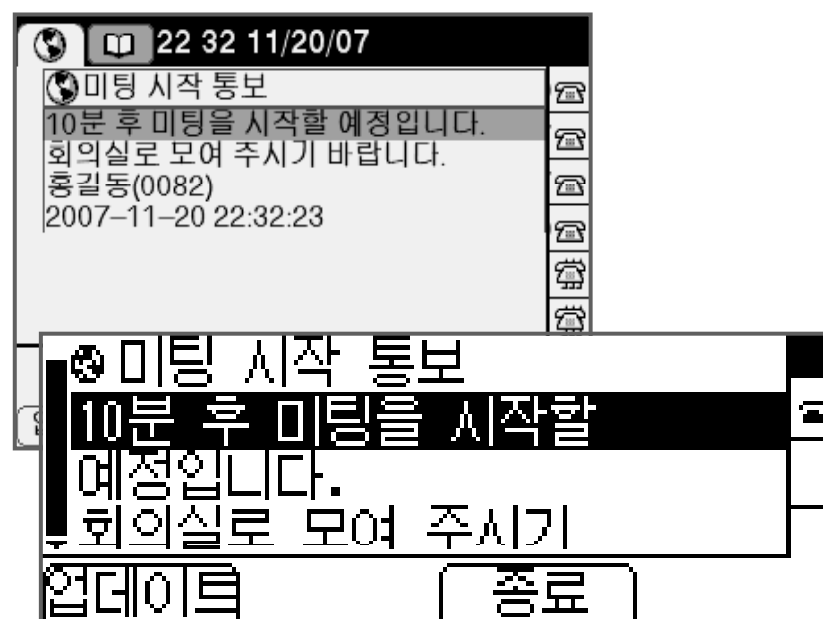 22 32 11/20/07
미팅 시작 통보
10분 후 미팅을 시작할 예정입니다.
회의실로 모여 주시기 바랍니다.
홍길동(0082)
2007–11–20 22:32:23
미팅 시작 통보
10분 후 미팅을 시작할
예정입니다.
회의실로 모여 주시기
업데이트 종료